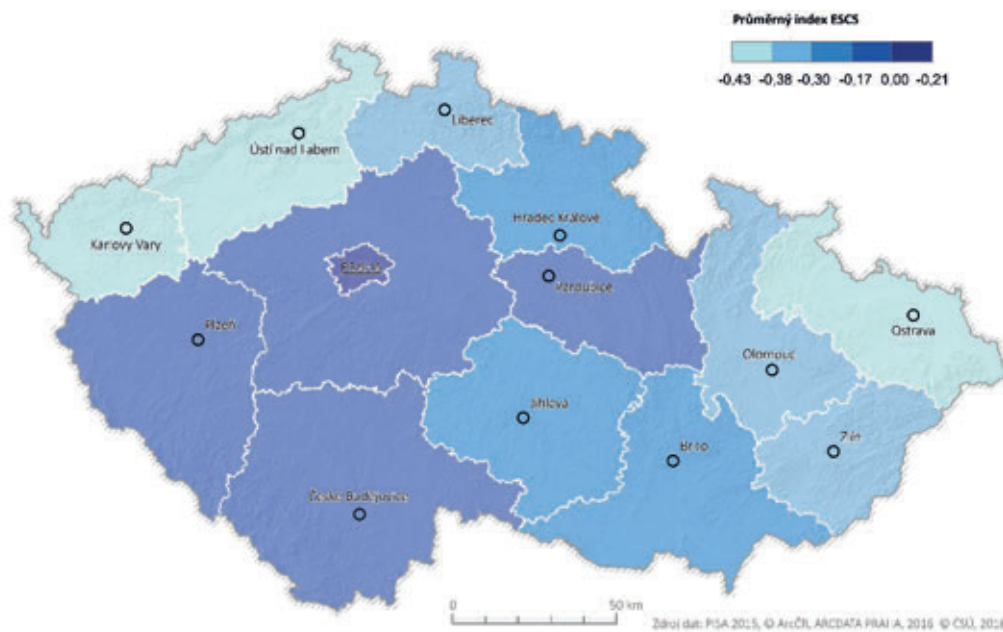 Průměrný index ESCS
-0,43 -0,38 -0,30 -0,17 0,00 -0,21
Liberec
Ústí nad Labem
Karlovy Vary
Hradec Králové
Praha
Pardubice
Plzeň
Ostrava
Olomouc
Jihlava
Zlín
Brno
České Budějovice
0 50 km
Zdroj dat: PISA 2015, © ArcČR, ARCDATA PRAHA, 2016 © ČSÚ, 2016